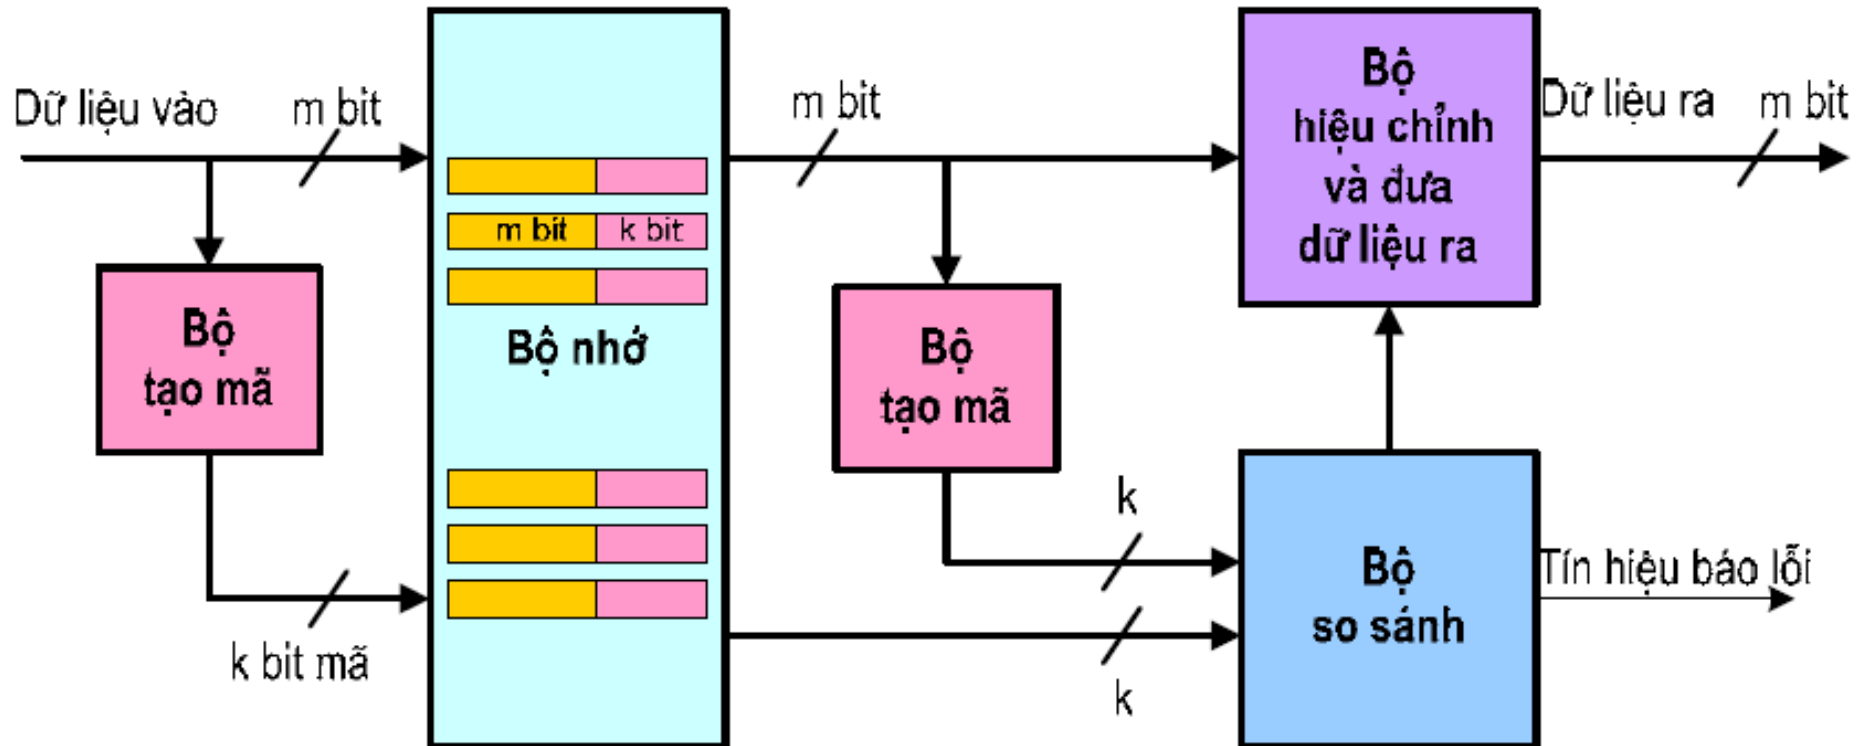 Dữ liệu vào
m bit
Bộ
tạo mã
k bit mã
m bit
k bit
Bộ nhớ
m bit
Bộ
tạo mã
k
k
Bộ
hiệu chỉnh
và đưa
dữ liệu ra
Dữ liệu ra
m bit
Bộ
so sánh
Tín hiệu báo lỗi